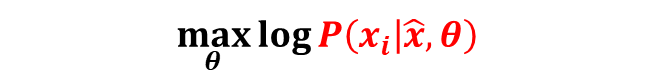 max log P(x_i|x̂, θ)
θ